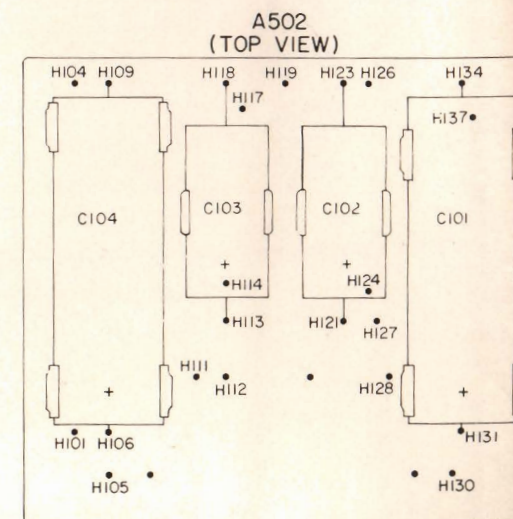 A502
(TOP VIEW)
H104 H109 H118 H119 H123 H126 H134
H117 H137
C104 C103 C102 C101
H114 H124
H113 H121 H127
H111
H112 H128
H101 H106 H131
H105 H130